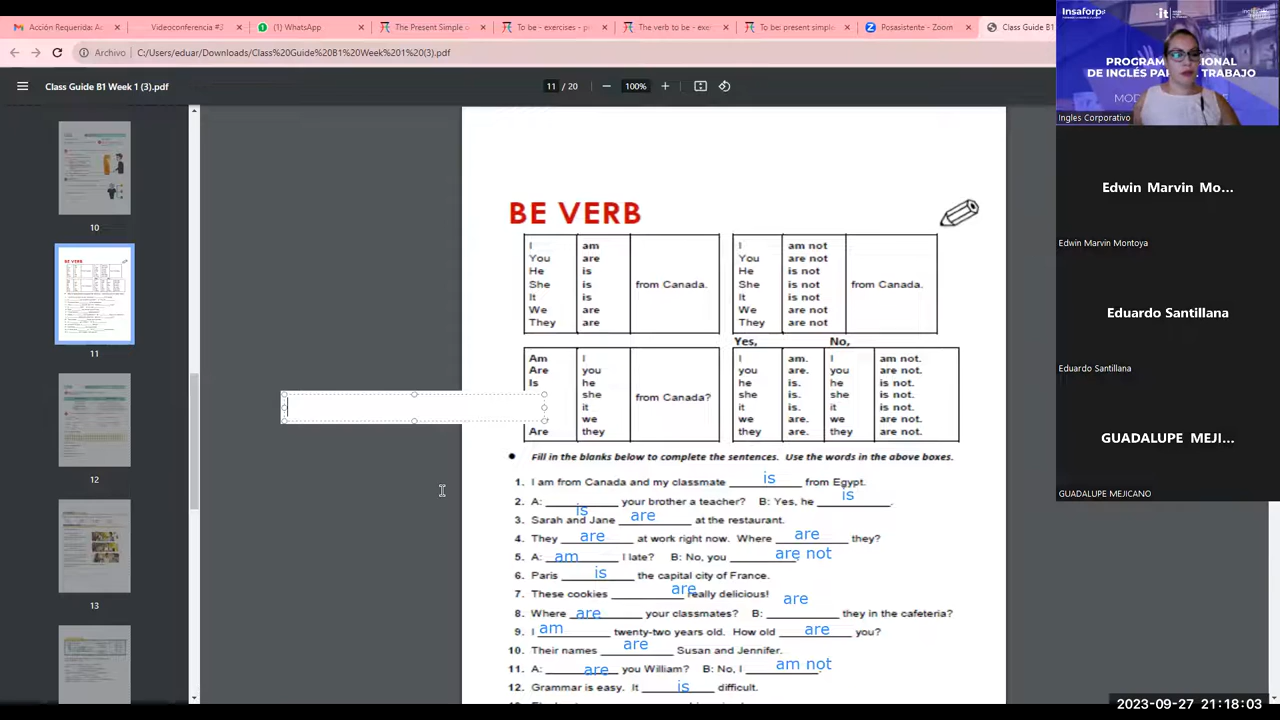 Acción Requerida: Ac
Videoconferencia #3
(1) WhatsApp
The Present Simple o
To be - exercises - p
The verb to be - exe
To be: present simple
Posasistente - Zoom
Class Guide B1
Archivo C:/Users/eduar/Downloads/Class%20Guide%20B1%20Week%201%20(3).pdf
Class Guide B1 Week 1 (3).pdf
11 / 20
100%
10
11
12
13
BE VERB
I am
You are
He is
She is from Canada.
It is
We are
They are
I am not
You are not
He is not
She is not from Canada.
It is not
We are not
They are not
Am I
Are you
Is he
she from Canada?
it
we
Are they
Yes, No,
I am. I am not.
you are. you are not.
he is. he is not.
she is. she is not.
it is. it is not.
we are. we are not.
they are. they are not.
Fill in the blanks below to complete the sentences. Use the words in the above boxes.
1. I am from Canada and my classmate is from Egypt.
2. A: is your brother a teacher? B: Yes, he is.
3. Sarah and Jane are at the restaurant.
4. They are at work right now. Where are they?
5. A: am I late? B: No, you are not.
6. Paris is the capital city of France.
7. These cookies are really delicious!
8. Where are your classmates? B: are they in the cafeteria?
9. I am twenty-two years old. How old are you?
10. Their names are Susan and Jennifer.
11. A: are you William? B: No, I am not.
12. Grammar is easy. It is difficult.
Insaforp
it
PROGRAMA NACIONAL
DE INGLÉS PARA EL TRABAJO
Ingles Corporativo
Edwin Marvin Mo...
Edwin Marvin Montoya
Eduardo Santillana
Eduardo Santillana
GUADALUPE MEJI...
GUADALUPE MEJICANO
2023-09-27 21:18:03